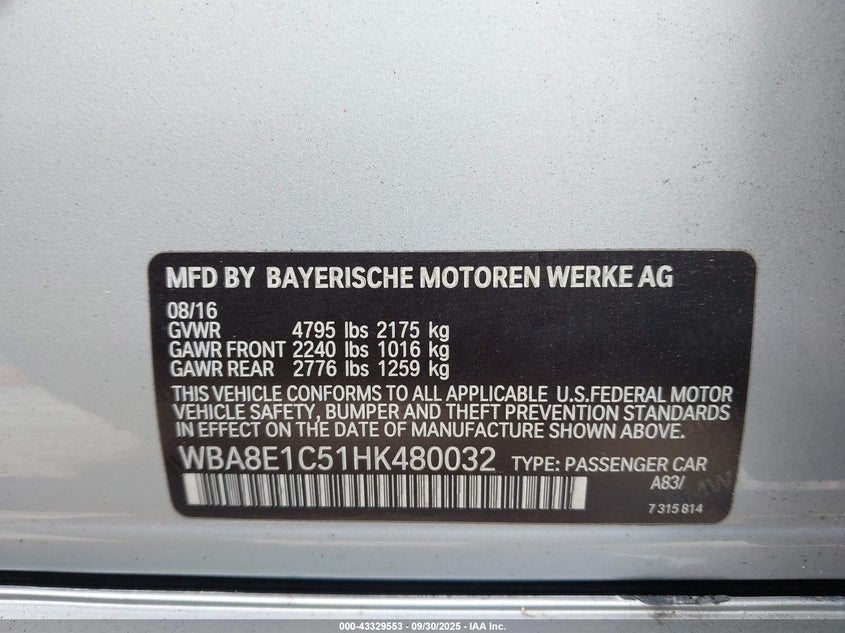 MFD BY BAYERISCHE MOTOREN WERKE AG
08/16
GVWR 4795 lbs 2175 kg
GAWR FRONT 2240 lbs 1016 kg
GAWR REAR 2776 lbs 1259 kg
THIS VEHICLE CONFORMS TO ALL APPLICABLE U.S.FEDERAL MOTOR
VEHICLE SAFETY, BUMPER AND THEFT PREVENTION STANDARDS
IN EFFECT ON THE DATE OF MANUFACTURE SHOWN ABOVE.
WBA8E1C51HK480032 TYPE: PASSENGER CAR
A83/
7 315 814
000-43329553 - 09/30/2025 - IAA Inc.